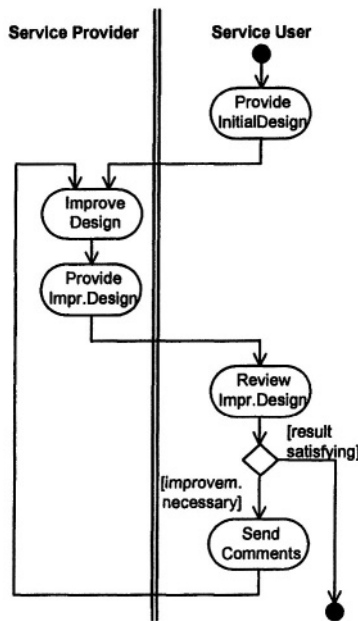 Service Provider
Service User
Provide
InitialDesign
Improve
Design
Provide
Impr.Design
Review
Impr.Design
[result
satisfying]
[improvem.
necessary]
Send
Comments